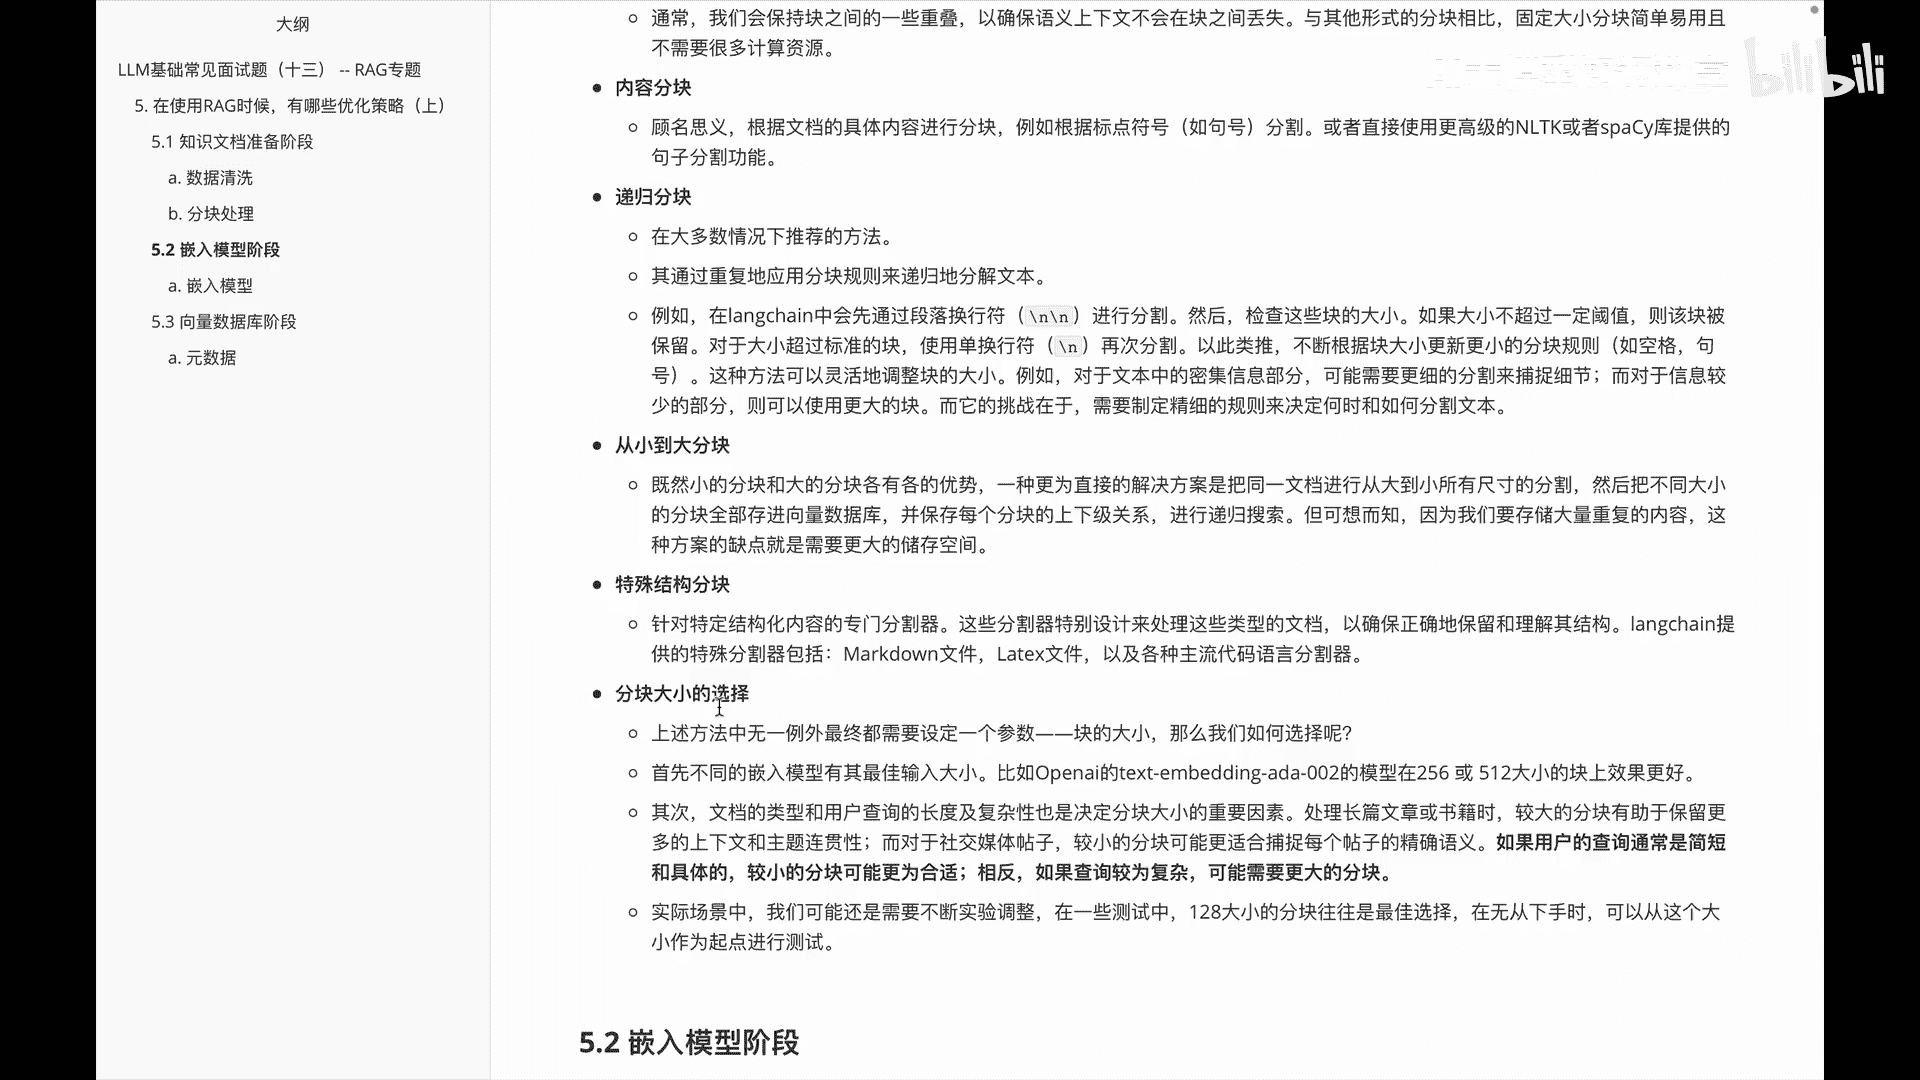 大纲
LLM基础常见面试题（十三） -- RAG专题
5. 在使用RAG时候，有哪些优化策略（上）
5.1 知识文档准备阶段
a. 数据清洗
b. 分块处理
5.2 嵌入模型阶段
a. 嵌入模型
5.3 向量数据库阶段
a. 元数据
通常，我们会保持块之间的一些重叠，以确保语义上下文不会在块之间丢失。与其他形式的分块相比，固定大小分块简单易用且
不需要很多计算资源。
内容分块
顾名思义，根据文档的具体内容进行分块，例如根据标点符号（如句号）分割。或者直接使用更高级的NLTK或者spaCy库提供的
句子分割功能。
递归分块
在大多数情况下推荐的方法。
其通过重复地应用分块规则来递归地分解文本。
例如，在langchain中会先通过段落换行符（\n\n）进行分割。然后，检查这些块的大小。如果大小不超过一定阈值，则该块被
保留。对于大小超过标准的块，使用单换行符（\n）再次分割。以此类推，不断根据块大小更新更小的分块规则（如空格，句
号）。这种方法可以灵活地调整块的大小。例如，对于文本中的密集信息部分，可能需要更细的分割来捕捉细节；而对于信息较
少的部分，则可以使用更大的块。而它的挑战在于，需要制定精细的规则来决定何时和如何分割文本。
从小到大分块
既然小的分块和大的分块各有各的优势，一种更为直接的解决方案是把同一文档进行从大到小所有尺寸的分割，然后把不同大小
的分块全部存进向量数据库，并保存每个分块的上下级关系，进行递归搜索。但可想而知，因为我们要存储大量重复的内容，这
种方案的缺点就是需要更大的储存空间。
特殊结构分块
针对特定结构化内容的专门分割器。这些分割器特别设计来处理这些类型的文档，以确保正确地保留和理解其结构。langchain提
供的特殊分割器包括：Markdown文件，Latex文件，以及各种主流代码语言分割器。
分块大小的选择
上述方法中无一例外最终都需要设定一个参数——块的大小，那么我们如何选择呢？
首先不同的嵌入模型有其最佳输入大小。比如Openai的text-embedding-ada-002的模型在256 或 512大小的块上效果更好。
其次，文档的类型和用户查询的长度及复杂性也是决定分块大小的重要因素。处理长篇文章或书籍时，较大的分块有助于保留更
多的上下文和主题连贯性；而对于社交媒体帖子，较小的分块可能更适合捕捉每个帖子的精确语义。如果用户的查询通常是简短
和具体的，较小的分块可能更为合适；相反，如果查询较为复杂，可能需要更大的分块。
实际场景中，我们可能还是需要不断实验调整，在一些测试中，128大小的分块往往是最佳选择，在无从下手时，可以从这个大
小作为起点进行测试。
5.2 嵌入模型阶段
bilibili